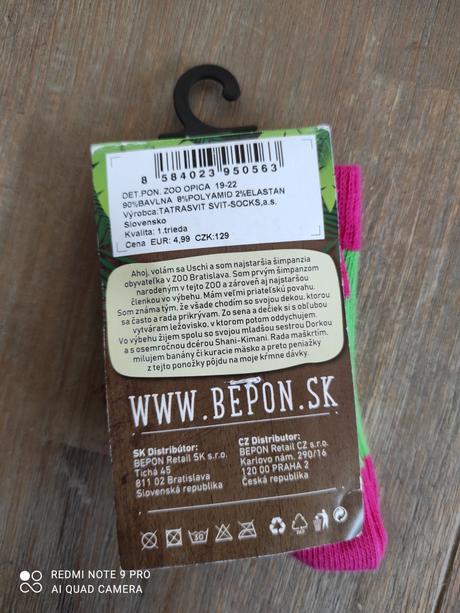 8 584023 950563
DET.PON. ZOO OPICA 19-22
90%BAVLNA 8%POLYAMID 2%ELASTAN
Výrobca:TATRASVIT SVIT-SOCKS,a.s.
Slovensko
Kvalita: 1.trieda
Cena EUR: 4,99 CZK:129
Ahoj, volám sa Uschi a som najstaršia šimpanzia
obyvateľka v ZOO Bratislava. Som prvým šimpanzom
narodeným v tejto ZOO a zároveň aj najstaršou
členkou vo výbehu. Mám veľmi priateľskú povahu.
Som známa tým, že všade chodím so svojou dekou, ktorou
sa často a rada prikrývam. Zo sena a dečiek si s obľubou
vytváram ležovisko, v ktorom potom oddychujem.
Vo výbehu žijem spolu so svojou mladšou sestrou Dorkou
a s osemročnou dcérou Shani-Kimani. Rada maškrtím,
milujem banány či kuracie mäsko a preto peniažky
z tejto ponožky pôjdu na moje kŕmne dávky.
WWW.BEPON.SK
SK Distribútor:
BEPON Retail SK s.r.o.
Tichá 45
811 02 Bratislava
Slovenská republika
CZ Distributor:
BEPON Retail CZ s.r.o.
Karlovo nám. 290/16
120 00 PRAHA 2
Česká republika
30
REDMI NOTE 9 PRO
AI QUAD CAMERA